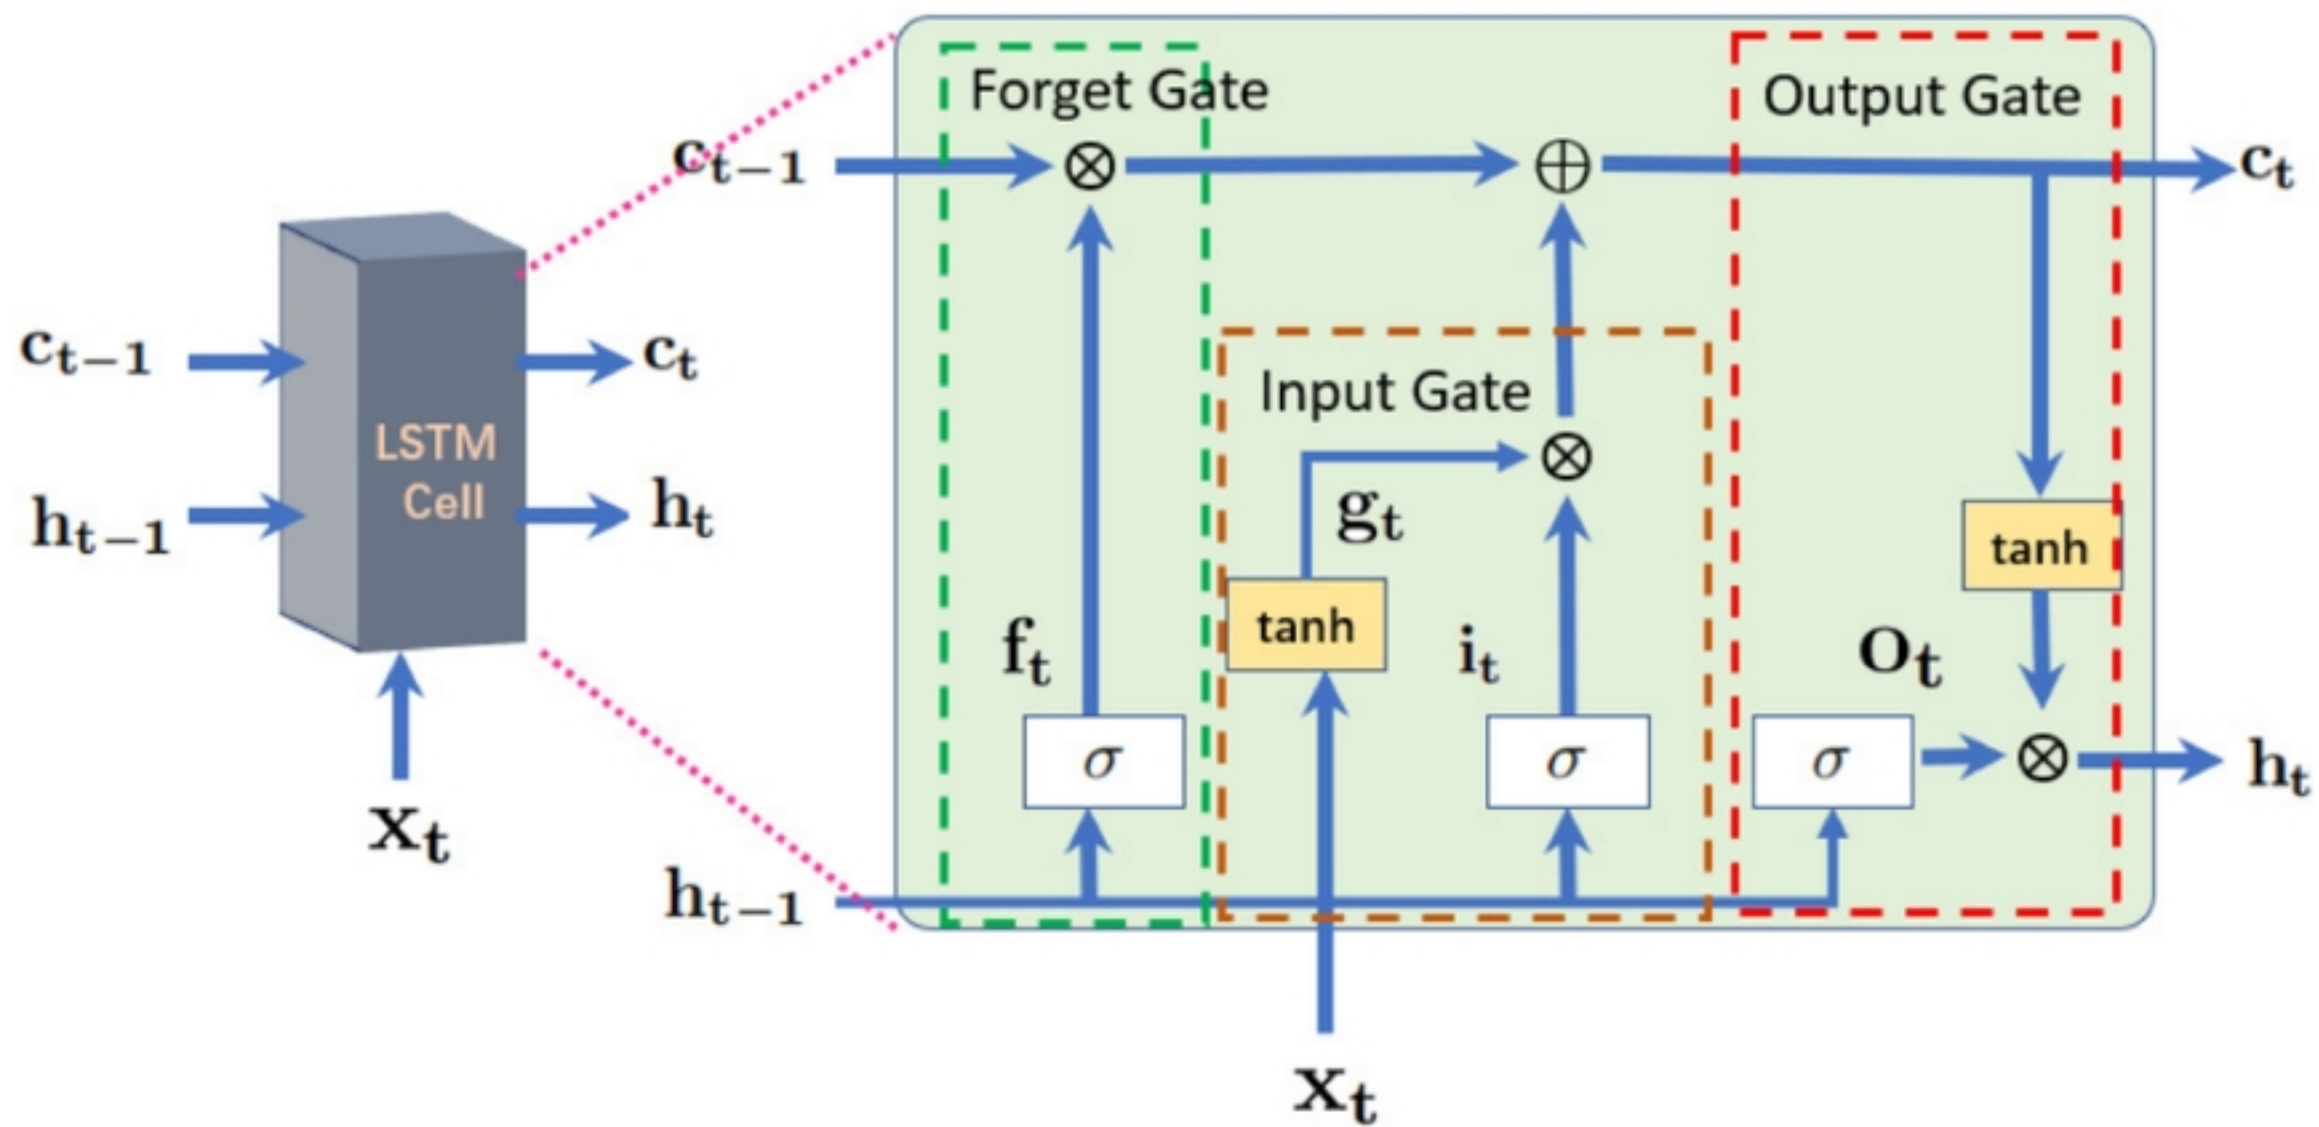 Forget Gate
Output Gate
c_{t-1}
c_t
c_{t-1}
c_t
LSTM
Cell
h_{t-1}
h_t
x_t
Input Gate
g_t
tanh
tanh
f_t
i_t
o_t
σ
σ
σ
h_t
h_{t-1}
x_t